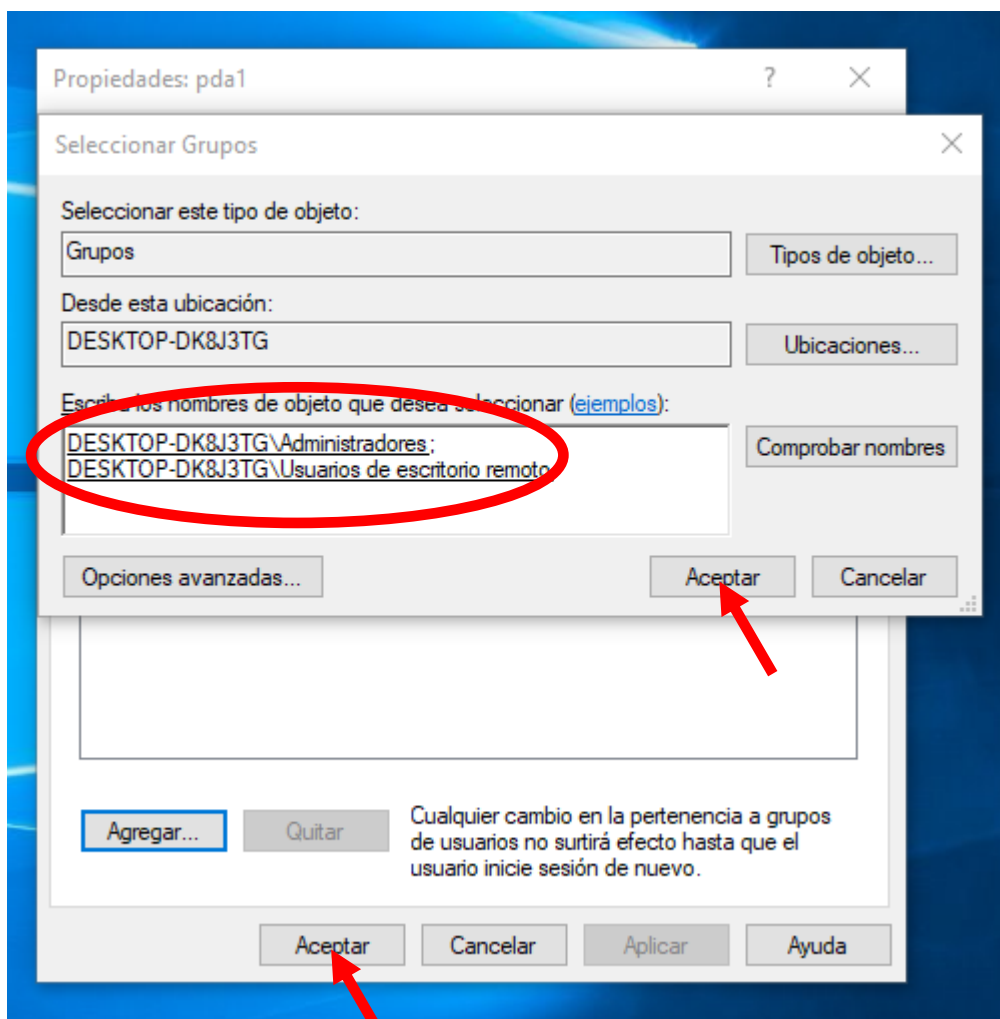 Propiedades: pda1
?
Seleccionar Grupos
Seleccionar este tipo de objeto:
Grupos
Tipos de objeto...
Desde esta ubicación:
DESKTOP-DK8J3TG
Ubicaciones...
Escriba los nombres de objeto que desea seleccionar (ejemplos):
DESKTOP-DK8J3TG\Administradores;
DESKTOP-DK8J3TG\Usuarios de escritorio remoto
Comprobar nombres
Opciones avanzadas...
Aceptar
Cancelar
Agregar...
Quitar
Cualquier cambio en la pertenencia a grupos
de usuarios no surtirá efecto hasta que el
usuario inicie sesión de nuevo.
Aceptar
Cancelar
Aplicar
Ayuda